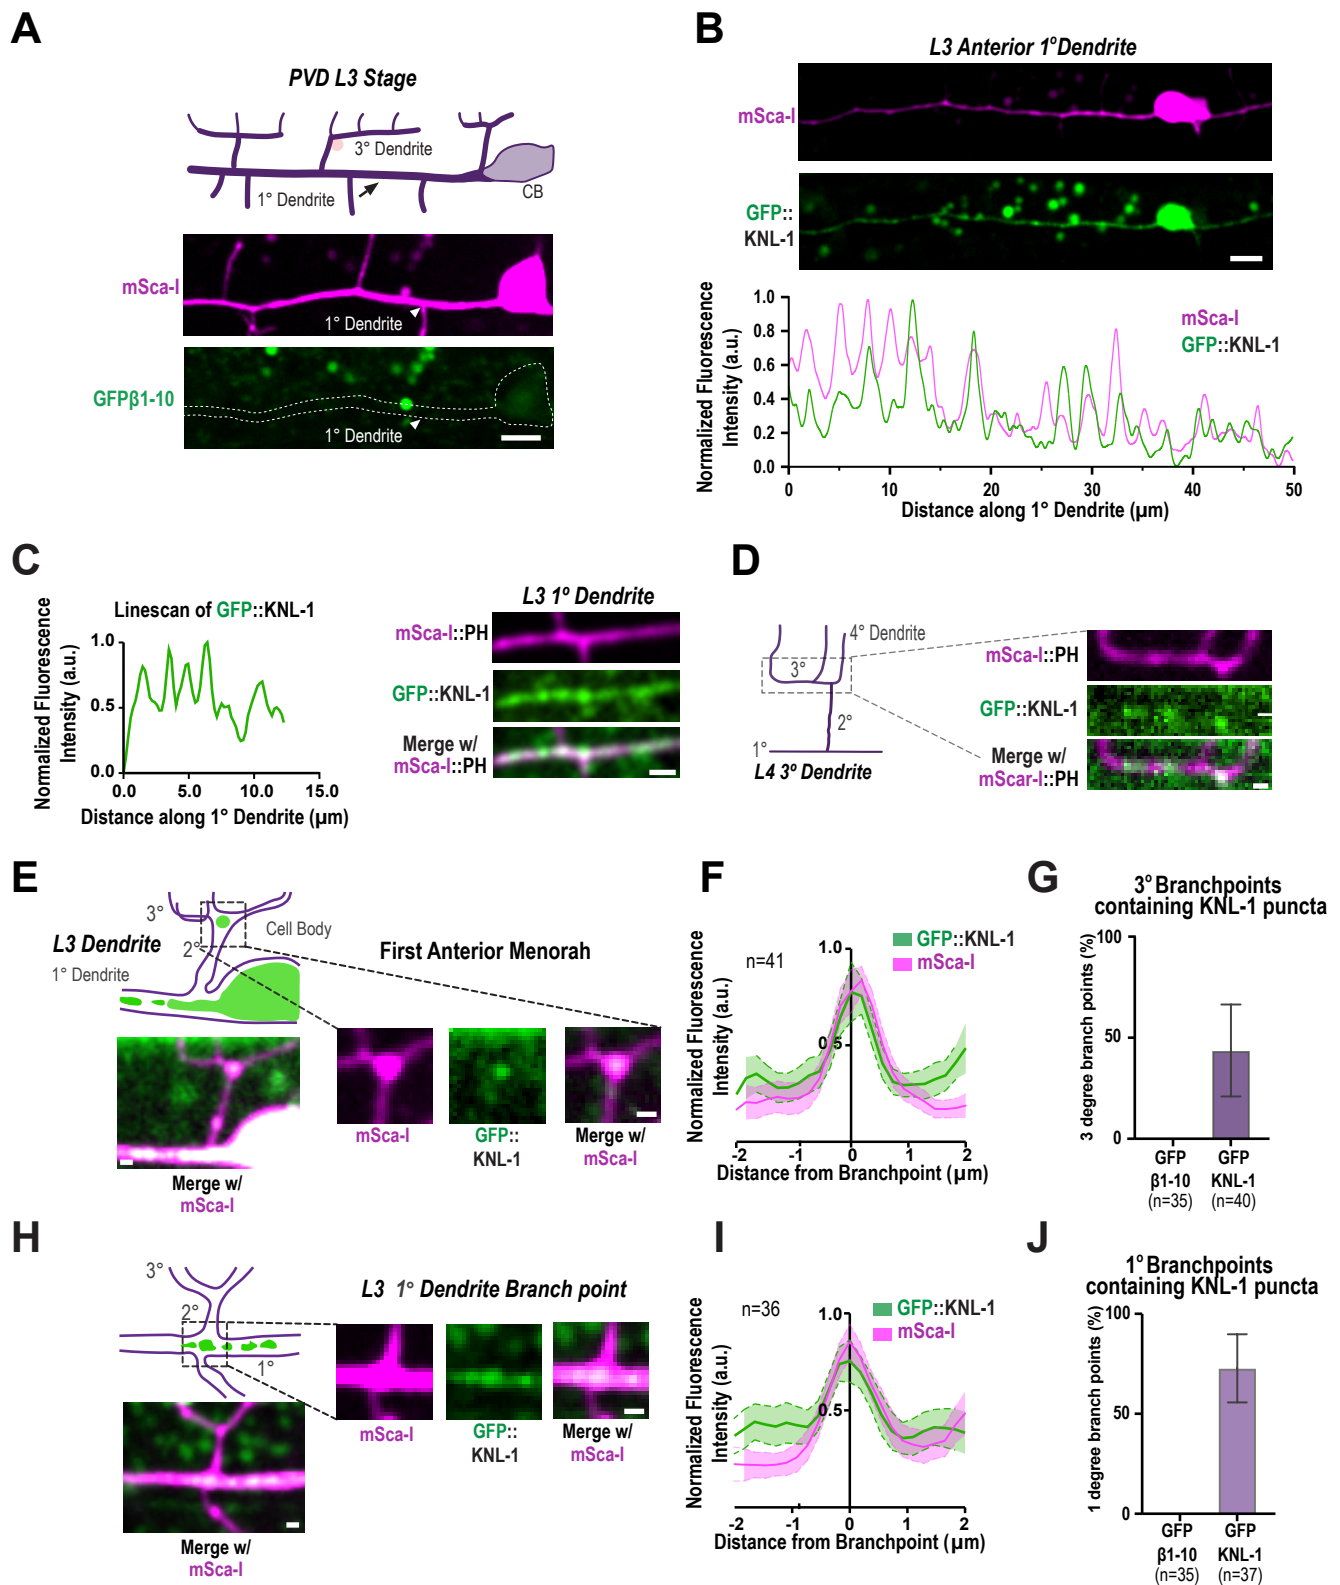 A
PVD L3 Stage
3° Dendrite
1° Dendrite
CB
mSca-I
1° Dendrite
GFPβ1-10
1° Dendrite
B
L3 Anterior 1° Dendrite
mSca-I
GFP::
KNL-1
Normalized Fluorescence
Intensity (a.u.)
1.0
0.8
0.6
0.4
0.2
0.0
mSca-I
GFP::KNL-1
0 10 20 30 40 50
Distance along 1° Dendrite (µm)
C
Linescan of GFP::KNL-1
Normalized Fluorescence
Intensity (a.u.)
1.0
0.5
0.0
0.0 5.0 10.0 15.0
Distance along 1° Dendrite (µm)
L3 1° Dendrite
mSca-I::PH
GFP::KNL-1
Merge w/
mSca-I::PH
D
4° Dendrite
3°
2°
1°
L4 3° Dendrite
mSca-I::PH
GFP::KNL-1
Merge w/
mScar-I::PH
E
3°
Cell Body
2°
L3 Dendrite
1° Dendrite
First Anterior Menorah
mSca-I
GFP::
KNL-1
Merge w/
mSca-I
Merge w/
mSca-I
F
Normalized Fluorescence
Intensity (a.u.)
n=41
1.0
0.5
GFP::KNL-1
mSca-I
-2 -1 0 1 2
Distance from Branchpoint (µm)
G
3° Branchpoints
containing KNL-1 puncta
3 degree branch points (%)
100
50
0
GFP β1-10 (n=35)
GFP KNL-1 (n=40)
H
3°
2°
1°
L3 1° Dendrite Branch point
mSca-I
GFP::
KNL-1
Merge w/
mSca-I
Merge w/
mSca-I
I
Normalized Fluorescence
Intensity (a.u.)
n=36
1.0
0.5
0
GFP::KNL-1
mSca-I
-2 -1 0 1 2
Distance from Branchpoint (µm)
J
1° Branchpoints
containing KNL-1 puncta
1 degree branch points (%)
100
50
0
GFP β1-10 (n=35)
GFP KNL-1 (n=37)